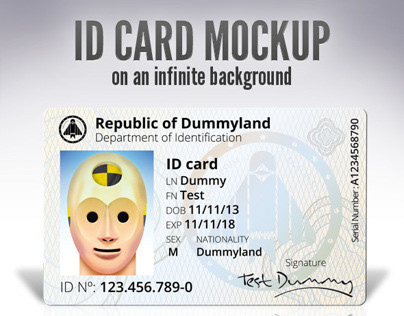 ID CARD MOCKUP
on an infinite background
Republic of Dummyland
Department of Identification
ID card
LN Dummy
FN Test
DOB 11/11/13
EXP 11/11/18
SEX NATIONALITY
M Dummyland
Signature
Test Dummy
ID Nº: 123.456.789-0
Serial Number: A1234568790